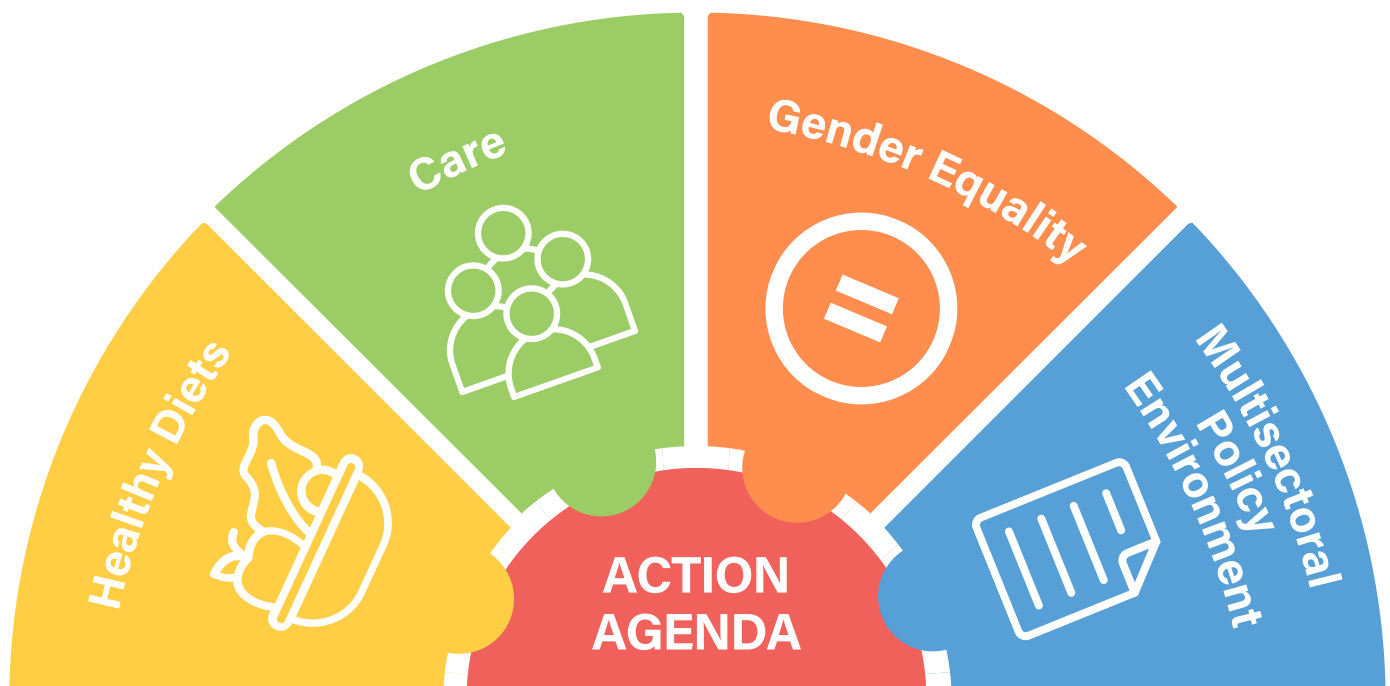 Healthy Diets
Care
Gender Equality
Multisectoral
Policy
Environment
ACTION
AGENDA